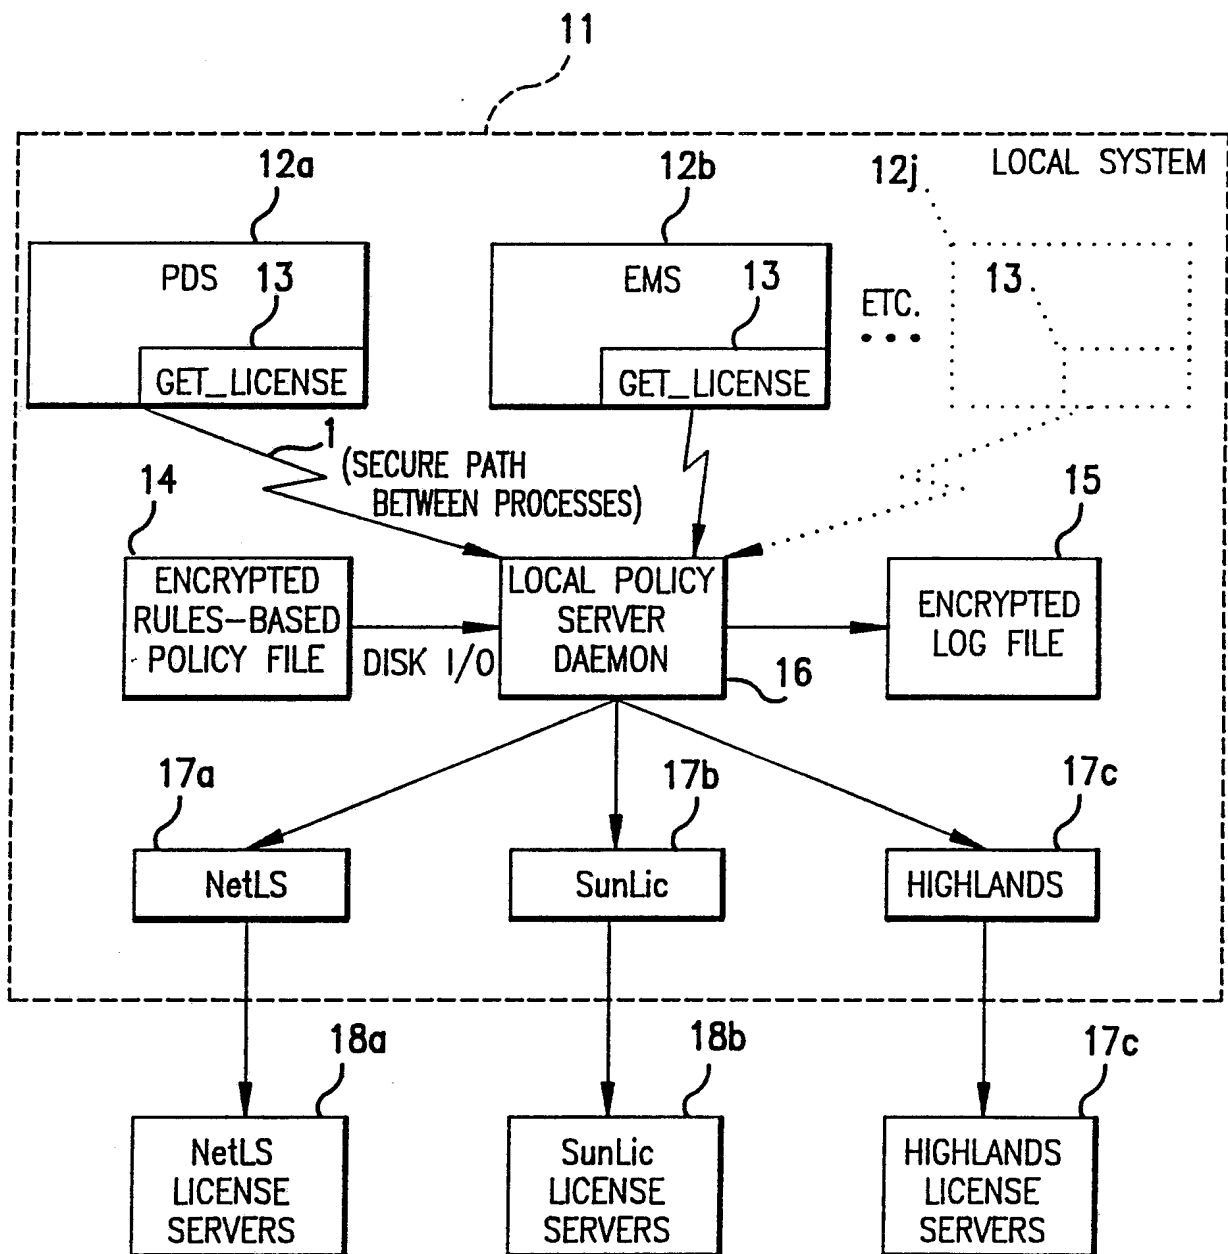 11
LOCAL SYSTEM
12a
12b
12j
PDS
13
EMS
13
ETC.
13
GET_LICENSE
GET_LICENSE
1
(SECURE PATH
BETWEEN PROCESSES)
14
15
ENCRYPTED
RULES-BASED
POLICY FILE
DISK I/O
LOCAL POLICY
SERVER
DAEMON
16
ENCRYPTED
LOG FILE
17a
17b
17c
NetLS
SunLic
HIGHLANDS
18a
18b
17c
NetLS
LICENSE
SERVERS
SunLic
LICENSE
SERVERS
HIGHLANDS
LICENSE
SERVERS